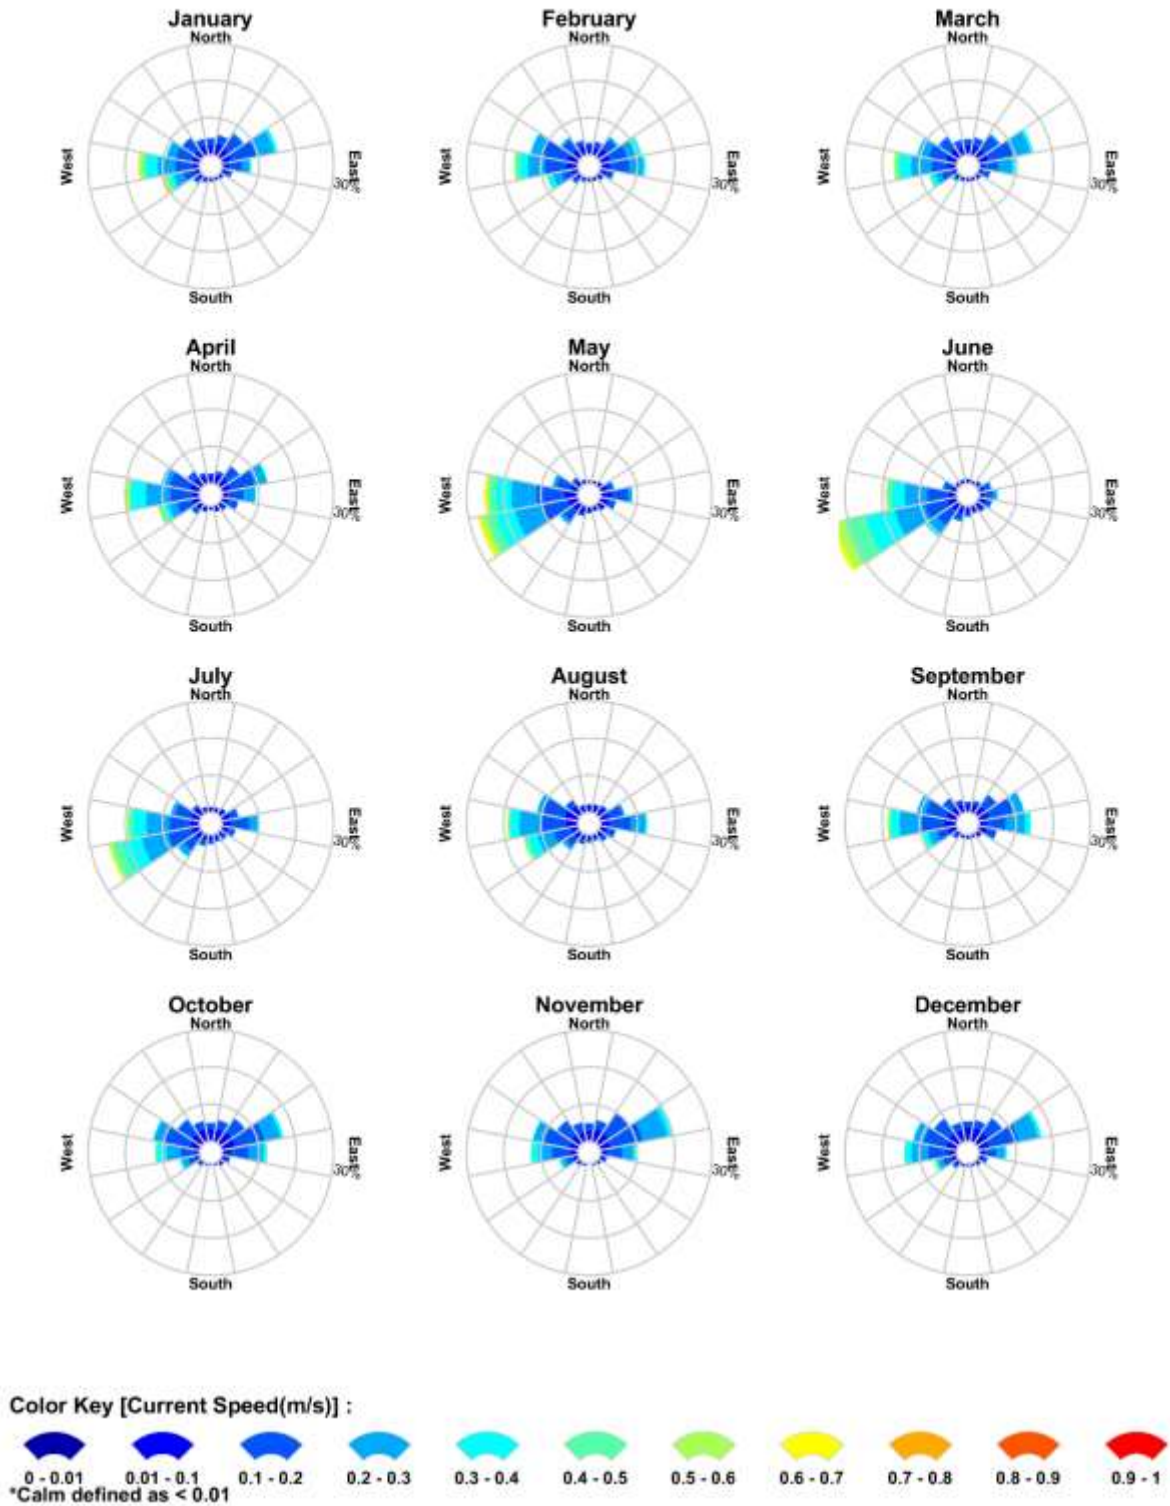 January
North
West
East
30%
South
February
North
West
East
30%
South
March
North
West
East
30%
South
April
North
West
East
30%
South
May
North
West
East
30%
South
June
North
West
East
30%
South
July
North
West
East
30%
South
August
North
West
East
30%
South
September
North
West
East
30%
South
October
North
West
East
30%
South
November
North
West
East
30%
South
December
North
West
East
30%
South
Color Key [Current Speed(m/s)] :
0 - 0.01 0.01 - 0.1 0.1 - 0.2 0.2 - 0.3 0.3 - 0.4 0.4 - 0.5 0.5 - 0.6 0.6 - 0.7 0.7 - 0.8 0.8 - 0.9 0.9 - 1
*Calm defined as < 0.01